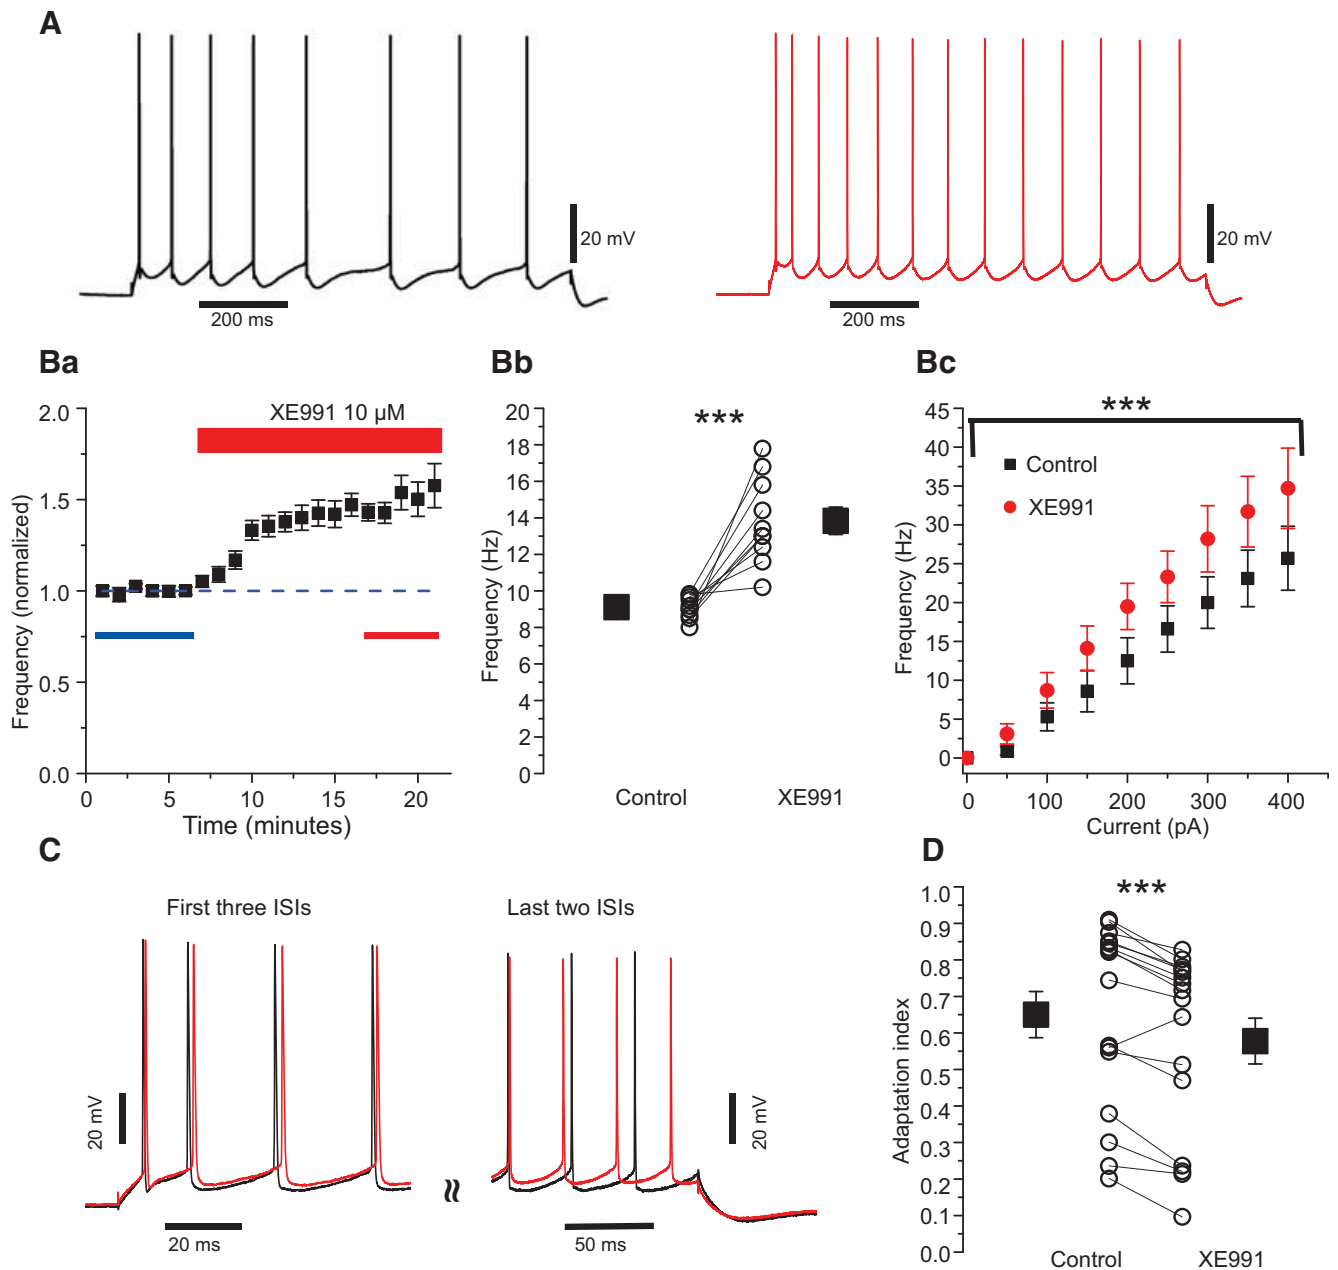 A
20 mV
200 ms
20 mV
200 ms
Ba
XE991 10 µM
2.0
1.5
1.0
0.5
0.0
Frequency (normalized)
0 5 10 15 20
Time (minutes)
Bb
***
20
18
16
14
12
10
8
6
4
2
0
Frequency (Hz)
Control XE991
Bc
***
Control
XE991
45
40
35
30
25
20
15
10
5
0
Frequency (Hz)
0 100 200 300 400
Current (pA)
C
First three ISIs
Last two ISIs
20 mV
20 ms
≈
50 ms
20 mV
D
***
1.0
0.9
0.8
0.7
0.6
0.5
0.4
0.3
0.2
0.1
0.0
Adaptation index
Control XE991